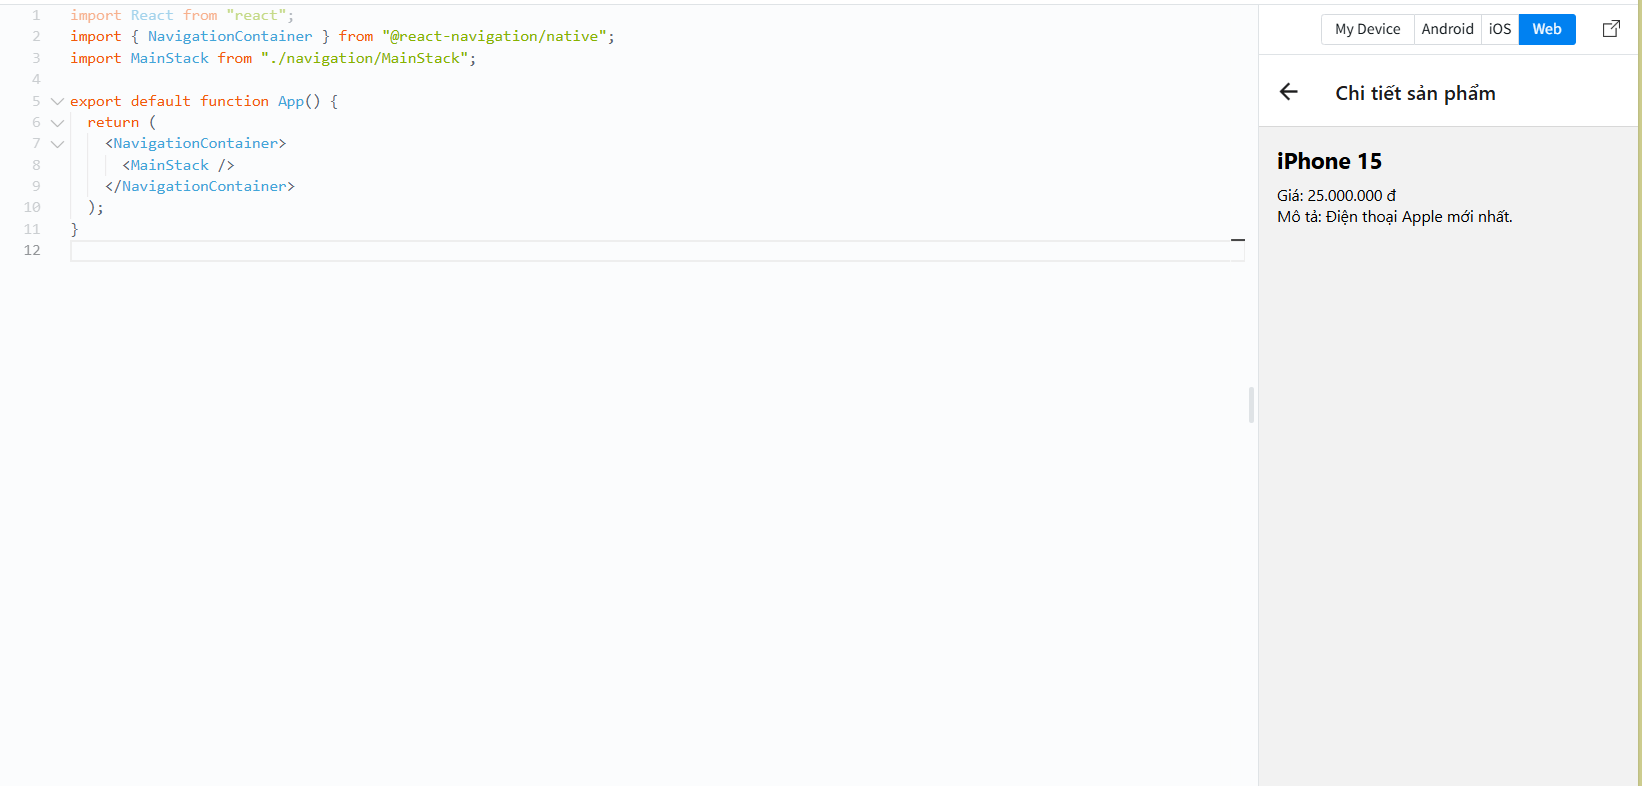 1 import React from "react";
2 import { NavigationContainer } from "@react-navigation/native";
3 import MainStack from "./navigation/MainStack";
4
5 export default function App() {
6   return (
7     <NavigationContainer>
8       <MainStack />
9     </NavigationContainer>
10   );
11 }
12
My Device Android iOS Web
Chi tiết sản phẩm
iPhone 15
Giá: 25.000.000 đ
Mô tả: Điện thoại Apple mới nhất.